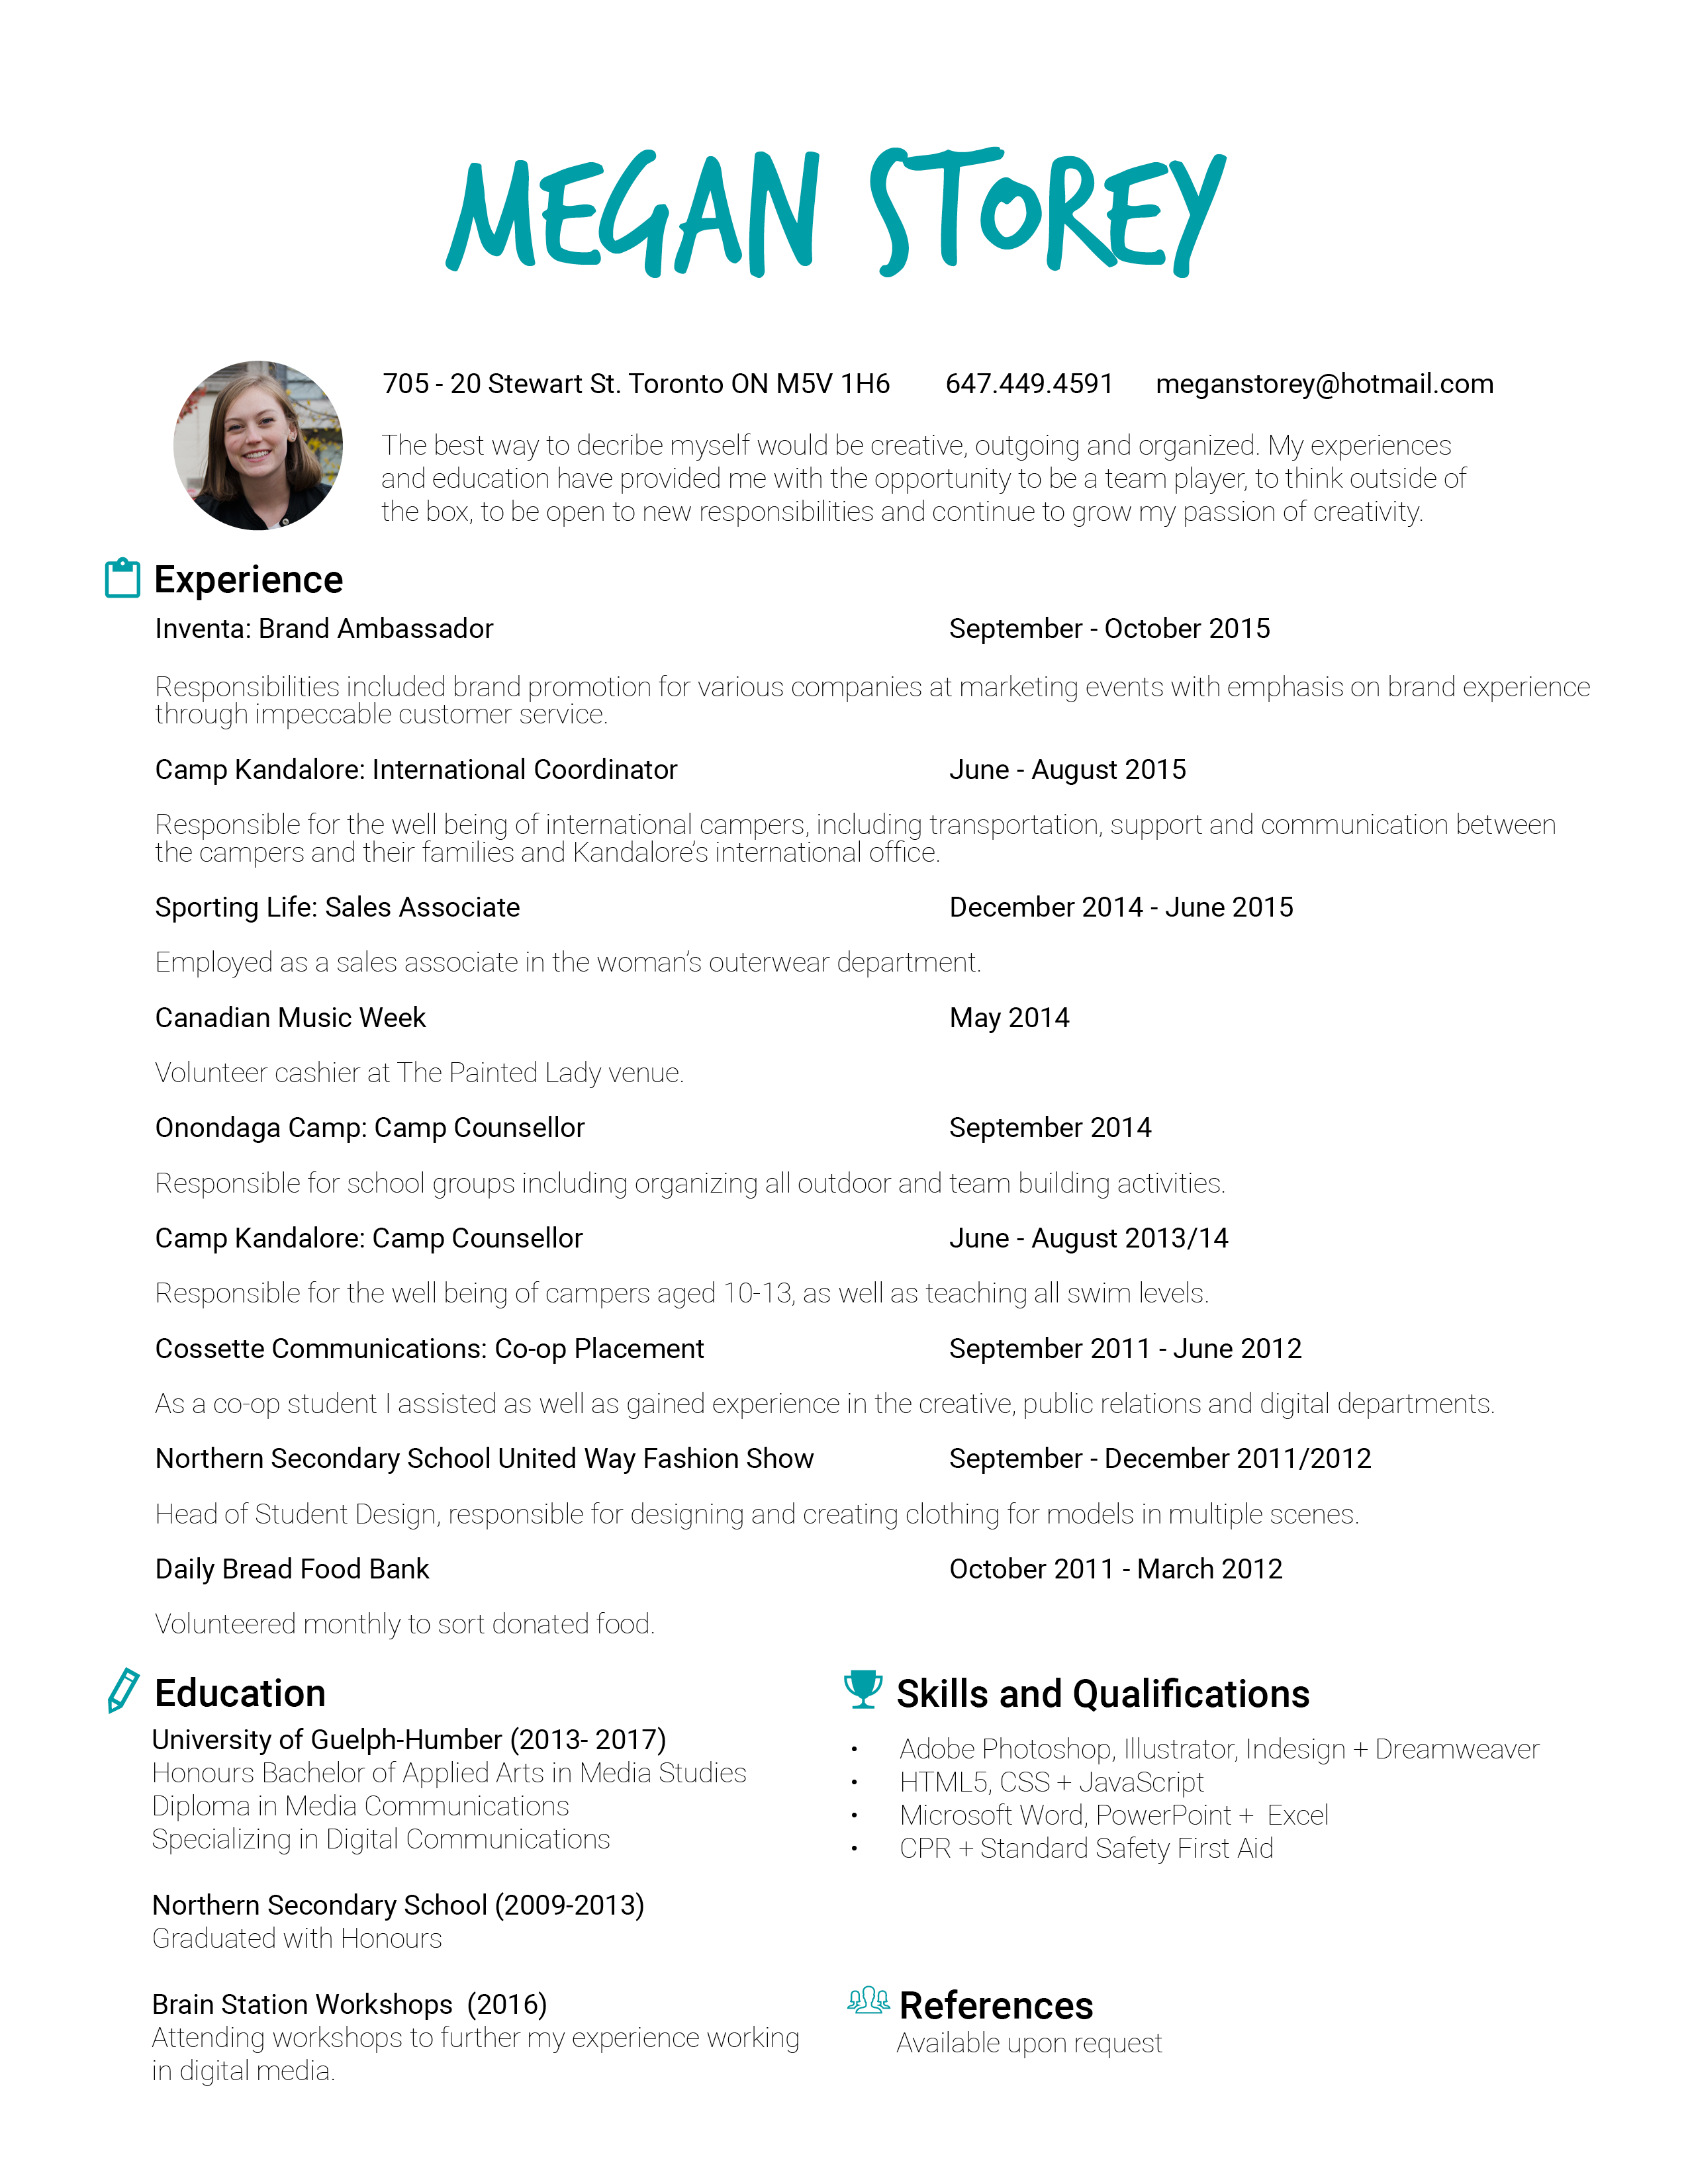 MEGAN STOREY
705 - 20 Stewart St. Toronto ON M5V 1H6 647.449.4591 meganstorey@hotmail.com
The best way to decribe myself would be creative, outgoing and organized. My experiences
and education have provided me with the opportunity to be a team player, to think outside of
the box, to be open to new responsibilities and continue to grow my passion of creativity.
Experience
Inventa: Brand Ambassador September - October 2015
Responsibilities included brand promotion for various companies at marketing events with emphasis on brand experience
through impeccable customer service.
Camp Kandalore: International Coordinator June - August 2015
Responsible for the well being of international campers, including transportation, support and communication between
the campers and their families and Kandalore's international office.
Sporting Life: Sales Associate December 2014 - June 2015
Employed as a sales associate in the woman's outerwear department.
Canadian Music Week May 2014
Volunteer cashier at The Painted Lady venue.
Onondaga Camp: Camp Counsellor September 2014
Responsible for school groups including organizing all outdoor and team building activities.
Camp Kandalore: Camp Counsellor June - August 2013/14
Responsible for the well being of campers aged 10-13, as well as teaching all swim levels.
Cossette Communications: Co-op Placement September 2011 - June 2012
As a co-op student I assisted as well as gained experience in the creative, public relations and digital departments.
Northern Secondary School United Way Fashion Show September - December 2011/2012
Head of Student Design, responsible for designing and creating clothing for models in multiple scenes.
Daily Bread Food Bank October 2011 - March 2012
Volunteered monthly to sort donated food.
Education
University of Guelph-Humber (2013- 2017)
Honours Bachelor of Applied Arts in Media Studies
Diploma in Media Communications
Specializing in Digital Communications
Northern Secondary School (2009-2013)
Graduated with Honours
Brain Station Workshops (2016)
Attending workshops to further my experience working
in digital media.
Skills and Qualifications
• Adobe Photoshop, Illustrator, Indesign + Dreamweaver
• HTML5, CSS + JavaScript
• Microsoft Word, PowerPoint + Excel
• CPR + Standard Safety First Aid
References
Available upon request